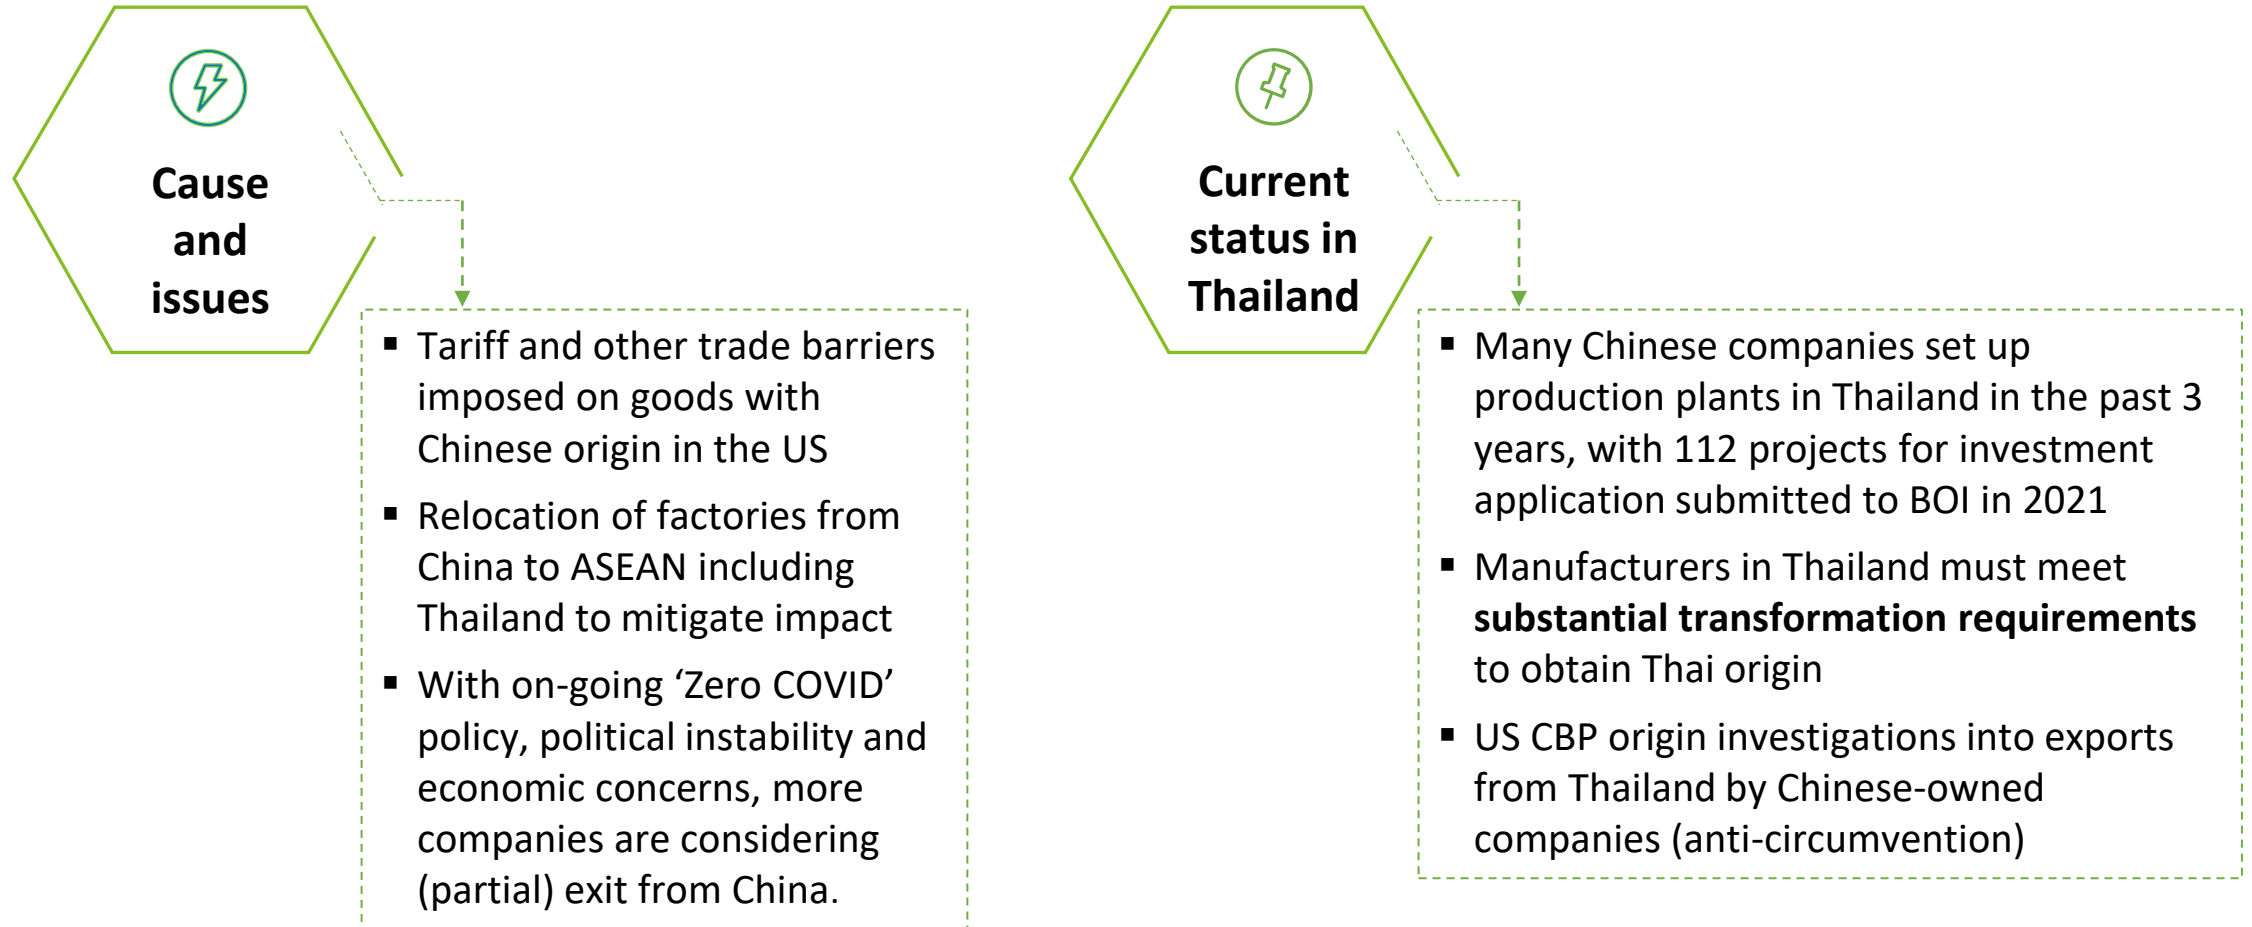 Cause
and
issues
▪ Tariff and other trade barriers
imposed on goods with
Chinese origin in the US
▪ Relocation of factories from
China to ASEAN including
Thailand to mitigate impact
▪ With on-going ‘Zero COVID’
policy, political instability and
economic concerns, more
companies are considering
(partial) exit from China.
Current
status in
Thailand
▪ Many Chinese companies set up
production plants in Thailand in the past 3
years, with 112 projects for investment
application submitted to BOI in 2021
▪ Manufacturers in Thailand must meet
substantial transformation requirements
to obtain Thai origin
▪ US CBP origin investigations into exports
from Thailand by Chinese-owned
companies (anti-circumvention)